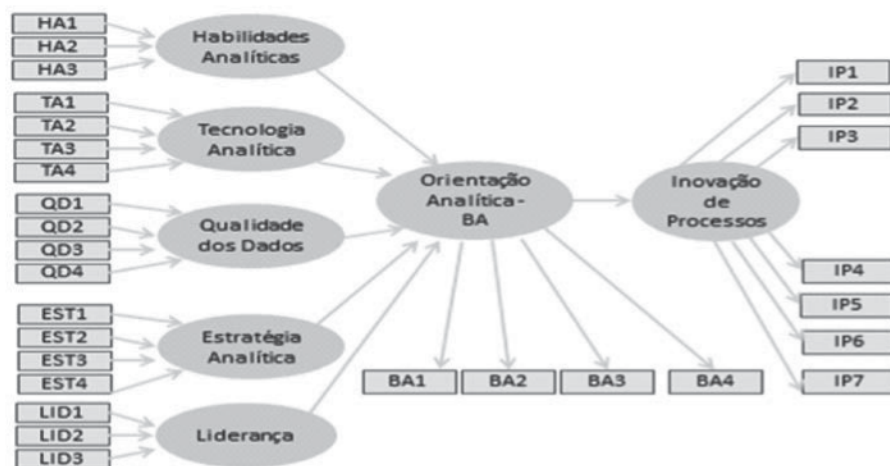 HA1
HA2
HA3
Habilidades
Analíticas
TA1
TA2
TA3
TA4
Tecnologia
Analítica
QD1
QD2
QD3
QD4
Qualidade
dos Dados
EST1
EST2
EST3
EST4
Estratégia
Analítica
LID1
LID2
LID3
Liderança
Orientação
Analítica-
BA
BA1
BA2
BA3
BA4
Inovação
de
Processos
IP1
IP2
IP3
IP4
IP5
IP6
IP7